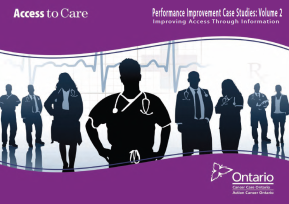 Access to Care
Performance Improvement Case Studies: Volume 2
Improving Access Through Information
Ontario
Cancer Care Ontario
Action Cancer Ontario